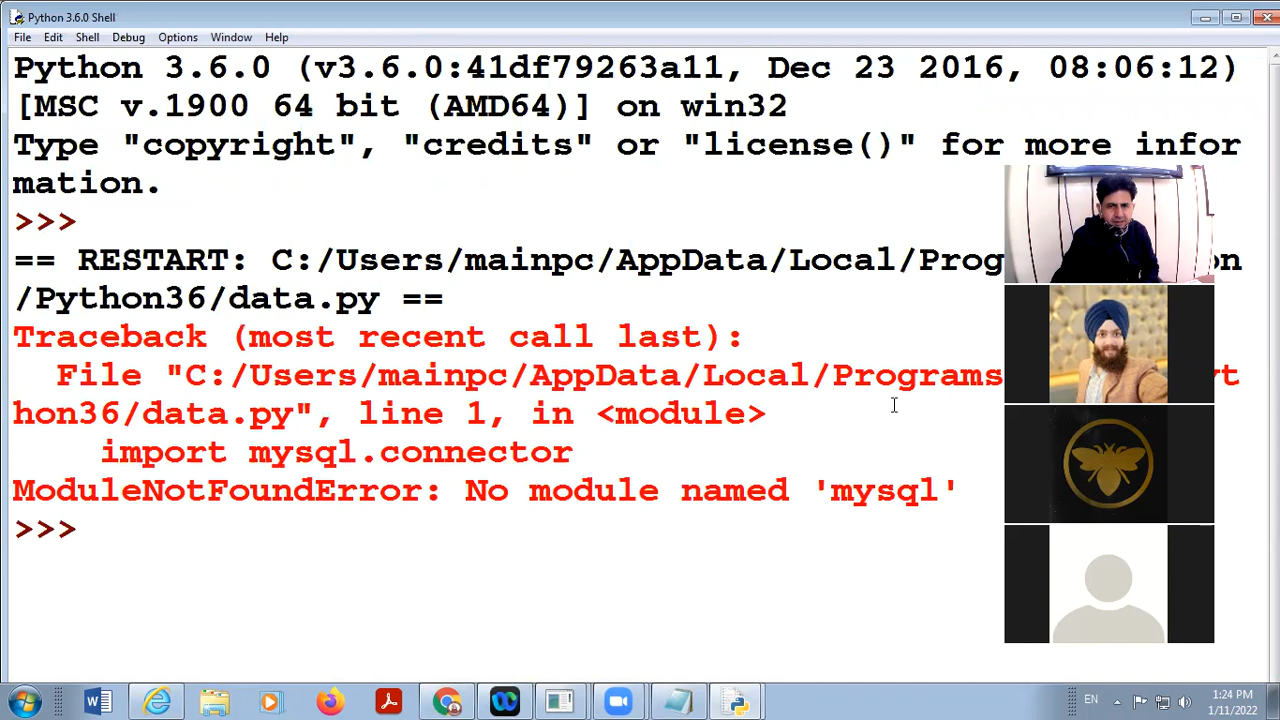 Python 3.6.0 Shell
File Edit Shell Debug Options Window Help
Python 3.6.0 (v3.6.0:41df79263a11, Dec 23 2016, 08:06:12)
[MSC v.1900 64 bit (AMD64)] on win32
Type "copyright", "credits" or "license()" for more infor
mation.
>>>
== RESTART: C:/Users/mainpc/AppData/Local/Prog on
/Python36/data.py ==
Traceback (most recent call last):
File "C:/Users/mainpc/AppData/Local/Programs yt
hon36/data.py", line 1, in <module>
import mysql.connector
ModuleNotFoundError: No module named 'mysql'
>>>
EN
1:24 PM
1/11/2022